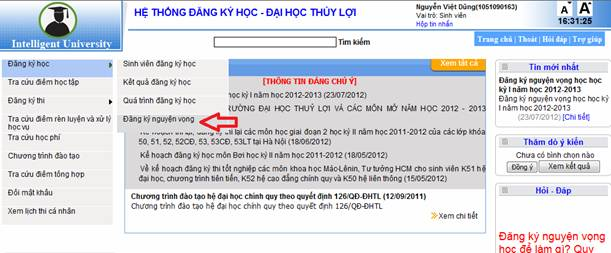 HỆ THỐNG ĐĂNG KÝ HỌC - ĐẠI HỌC THỦY LỢI
Nguyễn Việt Dũng(1051090163)
Vai trò: Sinh viên
Hộp tin nhắn
A A
16:31:25
Intelligent University
Tìm kiếm
Trang chủ | Thoát | Hỏi đáp | Trợ giúp
Đăng ký học
Tra cứu điểm học tập
Đăng ký thi
Tra cứu điểm rèn luyện và xử lý
học vụ
Tra cứu học phí
Chương trình đào tạo
Tra cứu điểm tổng hợp
Đổi mật khẩu
Xem lịch thi cá nhân
Sinh viên đăng ký học
Kết quả đăng ký học
Quá trình đăng ký học
Đăng ký nguyện vọng
Xem tất cả
[THÔNG TIN ĐÁNG CHÚ Ý]
học kỳ I năm học 2012-2013 (23/07/2012)
TRƯỜNG ĐẠI HỌC THUỶ LỢI VÀ CÁC MÔN MỞ NĂM HỌC 2012 - 2013
Kế hoạch thi lại, đăng ký thi lại các môn học giai đoạn 2 học kỳ II năm học 2011-2012 của các lớp khóa
50, 51, 52, 52CĐ, 53, 53CĐ, 53LT tại Hà Nội (18/06/2012)
Kế hoạch đăng ký học môn Bơi học kỳ II năm học 2011-2012 (18/05/2012)
Về kế hoạch đăng ký thi tốt nghiệp các môn khoa học Mác-Lênin, Tư tưởng HCM cho sinh viên K51 hệ
đại học, chương trình tiên tiến, K52 hệ cao đẳng chính quy và K50 hệ liên thông (15/05/2012)
Chương trình đào tạo hệ đại học chính quy theo quyết định 126/QĐ-ĐHTL (12/09/2011)
Chương trình đào tạo hệ đại học chính quy theo quyết định 126/QĐ-ĐHTL
Xem chi tiết
Tin mới nhất
Đăng ký nguyện vọng học học
kỳ I năm học 2012-2013
(23/07/2012) [Chi tiết]
Thăm dò ý kiến
Chưa có bình chọn nào
Đồng ý
Xem kết quả
Hỏi - Đáp
Đăng ký nguyện vọng
học để làm gì? Quy